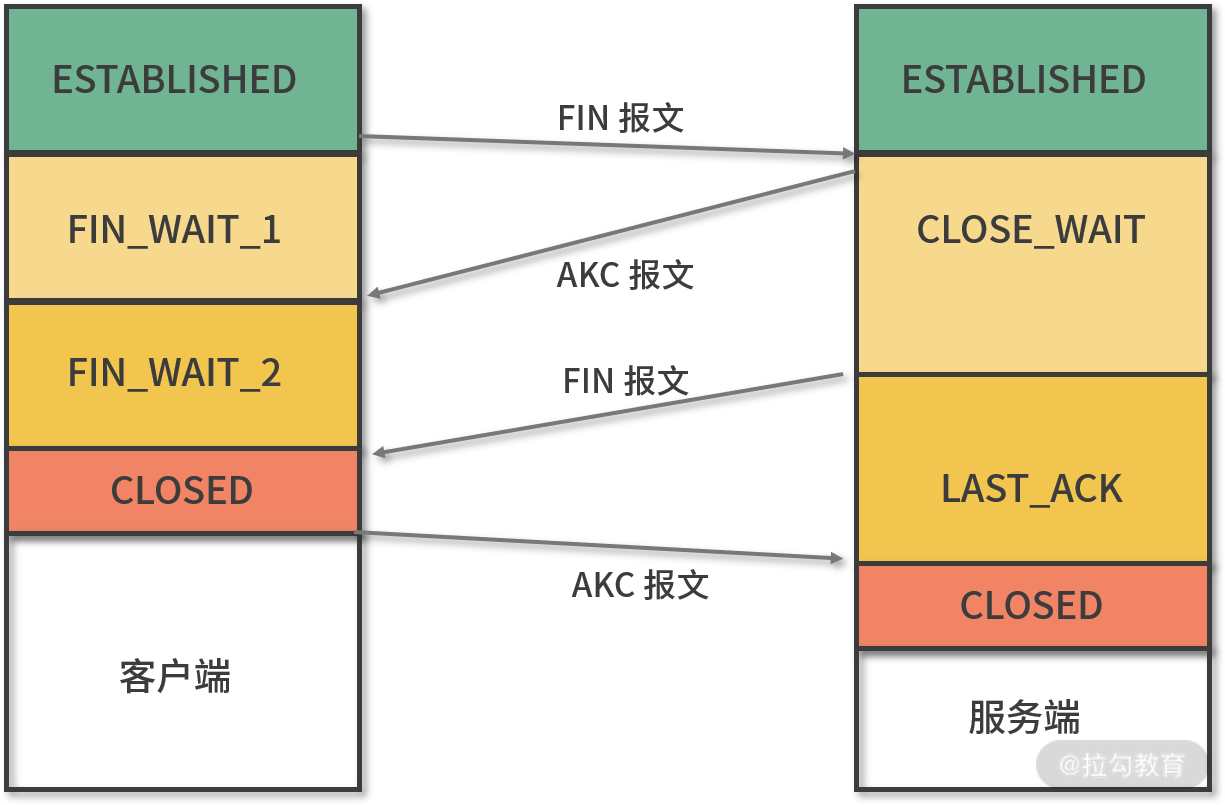 ESTABLISHED
ESTABLISHED
FIN 报文
FIN_WAIT_1
CLOSE_WAIT
AKC 报文
FIN_WAIT_2
FIN 报文
CLOSED
LAST_ACK
AKC 报文
CLOSED
客户端
服务端
@拉勾教育